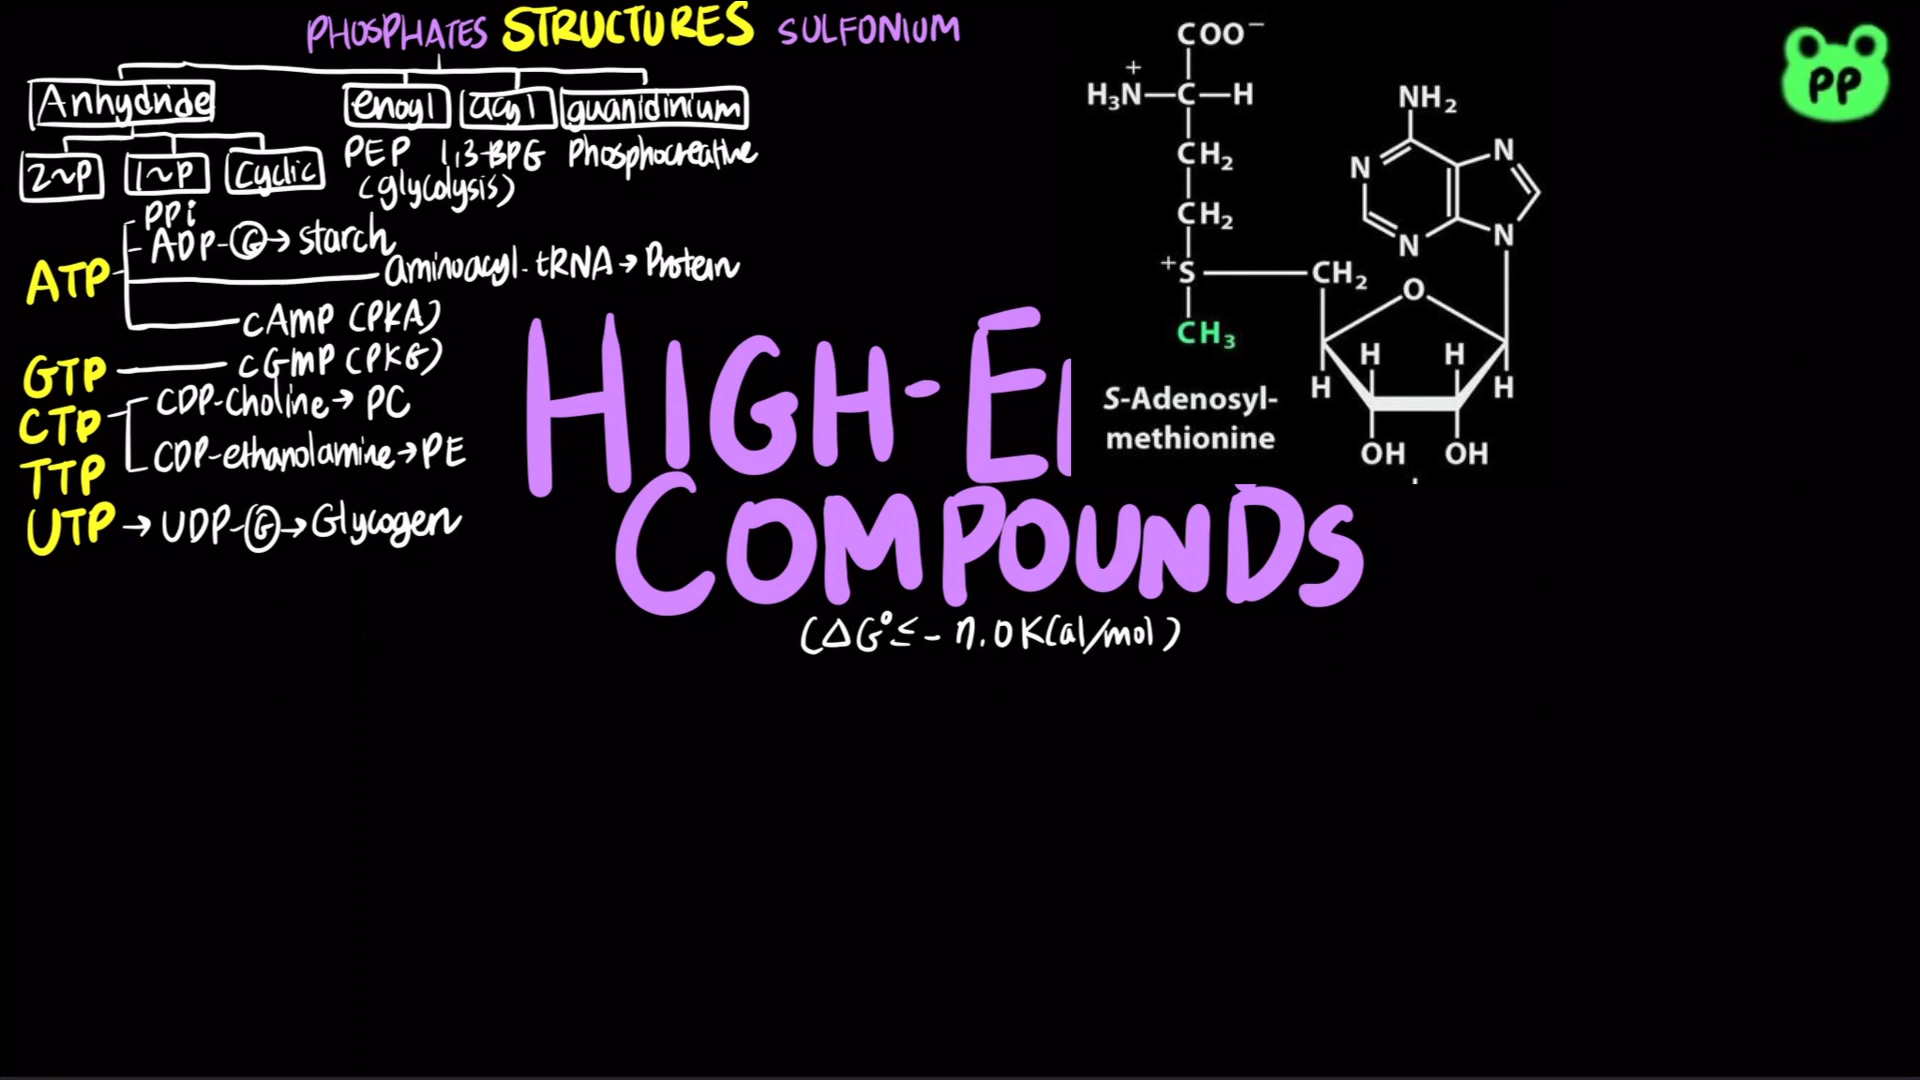 PHOSPHATES STRUCTURES SULFONIUM
Anhydride enoyl acyl guanidinium
2~P 1~P Cyclic
PEP 1,3-BPG Phosphocreatine
(glycolysis)
PPi
ADP-G→ starch
ATP
aminoacyl-tRNA→ Protein
cAMP (PKA)
GTP cGMP (PKG)
CTP CDP-Choline→ PC
CDP-ethanolamine→PE
TTP
UTP → UDP-G→ Glycogen
HIGH-E
COMPOUNDS
(ΔG°≤- 7.0 Kcal/mol)
COO⁻
+
H₃N—C—H
CH₂
CH₂
⁺S CH₂
CH₃
S-Adenosyl-
methionine
NH₂
N N
N N
O
H H
H H
OH OH
PP